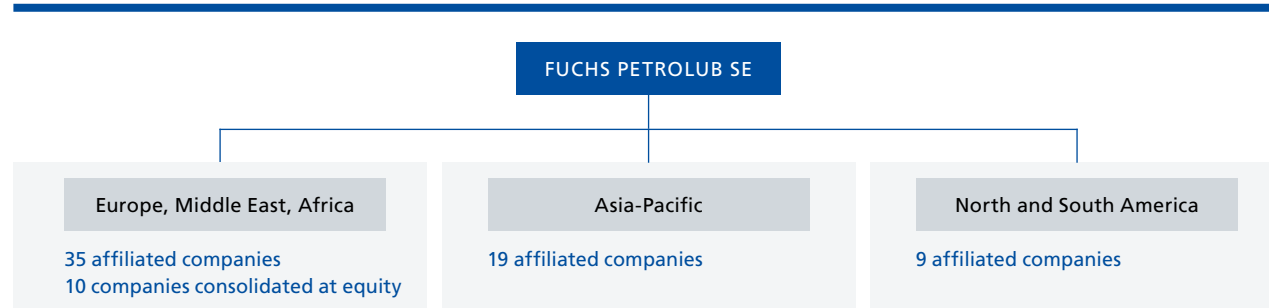 FUCHS PETROLUB SE
Europe, Middle East, Africa
35 affiliated companies
10 companies consolidated at equity
Asia-Pacific
19 affiliated companies
North and South America
9 affiliated companies